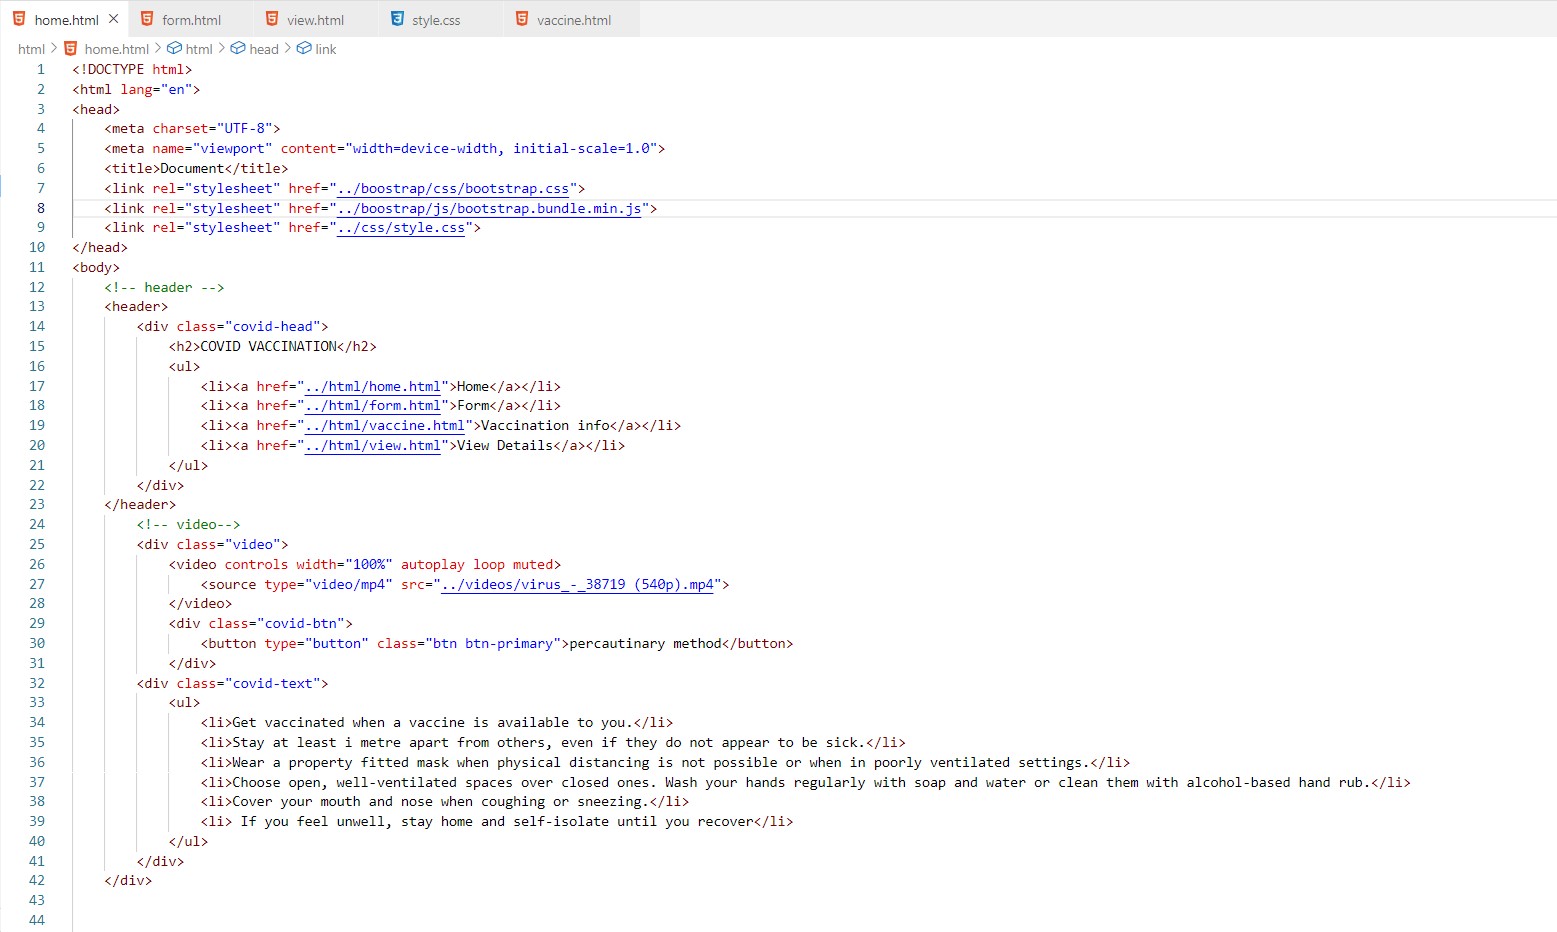 home.html × form.html view.html style.css vaccine.html
html > home.html > html > head > link
1 <!DOCTYPE html>
2 <html lang="en">
3 <head>
4     <meta charset="UTF-8">
5     <meta name="viewport" content="width=device-width, initial-scale=1.0">
6     <title>Document</title>
7     <link rel="stylesheet" href="../boostrap/css/bootstrap.css">
8     <link rel="stylesheet" href="../boostrap/js/bootstrap.bundle.min.js">
9     <link rel="stylesheet" href="../css/style.css">
10 </head>
11 <body>
12     <!-- header -->
13     <header>
14         <div class="covid-head">
15             <h2>COVID VACCINATION</h2>
16             <ul>
17                 <li><a href="../html/home.html">Home</a></li>
18                 <li><a href="../html/form.html">Form</a></li>
19                 <li><a href="../html/vaccine.html">Vaccination info</a></li>
20                 <li><a href="../html/view.html">View Details</a></li>
21             </ul>
22         </div>
23     </header>
24         <!-- video-->
25         <div class="video">
26             <video controls width="100%" autoplay loop muted>
27                 <source type="video/mp4" src="../videos/virus_-_38719 (540p).mp4">
28             </video>
29             <div class="covid-btn">
30                 <button type="button" class="btn btn-primary">percautinary method</button>
31             </div>
32         <div class="covid-text">
33             <ul>
34                 <li>Get vaccinated when a vaccine is available to you.</li>
35                 <li>Stay at least i metre apart from others, even if they do not appear to be sick.</li>
36                 <li>Wear a property fitted mask when physical distancing is not possible or when in poorly ventilated settings.</li>
37                 <li>Choose open, well-ventilated spaces over closed ones. Wash your hands regularly with soap and water or clean them with alcohol-based hand rub.</li>
38                 <li>Cover your mouth and nose when coughing or sneezing.</li>
39                 <li> If you feel unwell, stay home and self-isolate until you recover</li>
40             </ul>
41         </div>
42     </div>
43
44